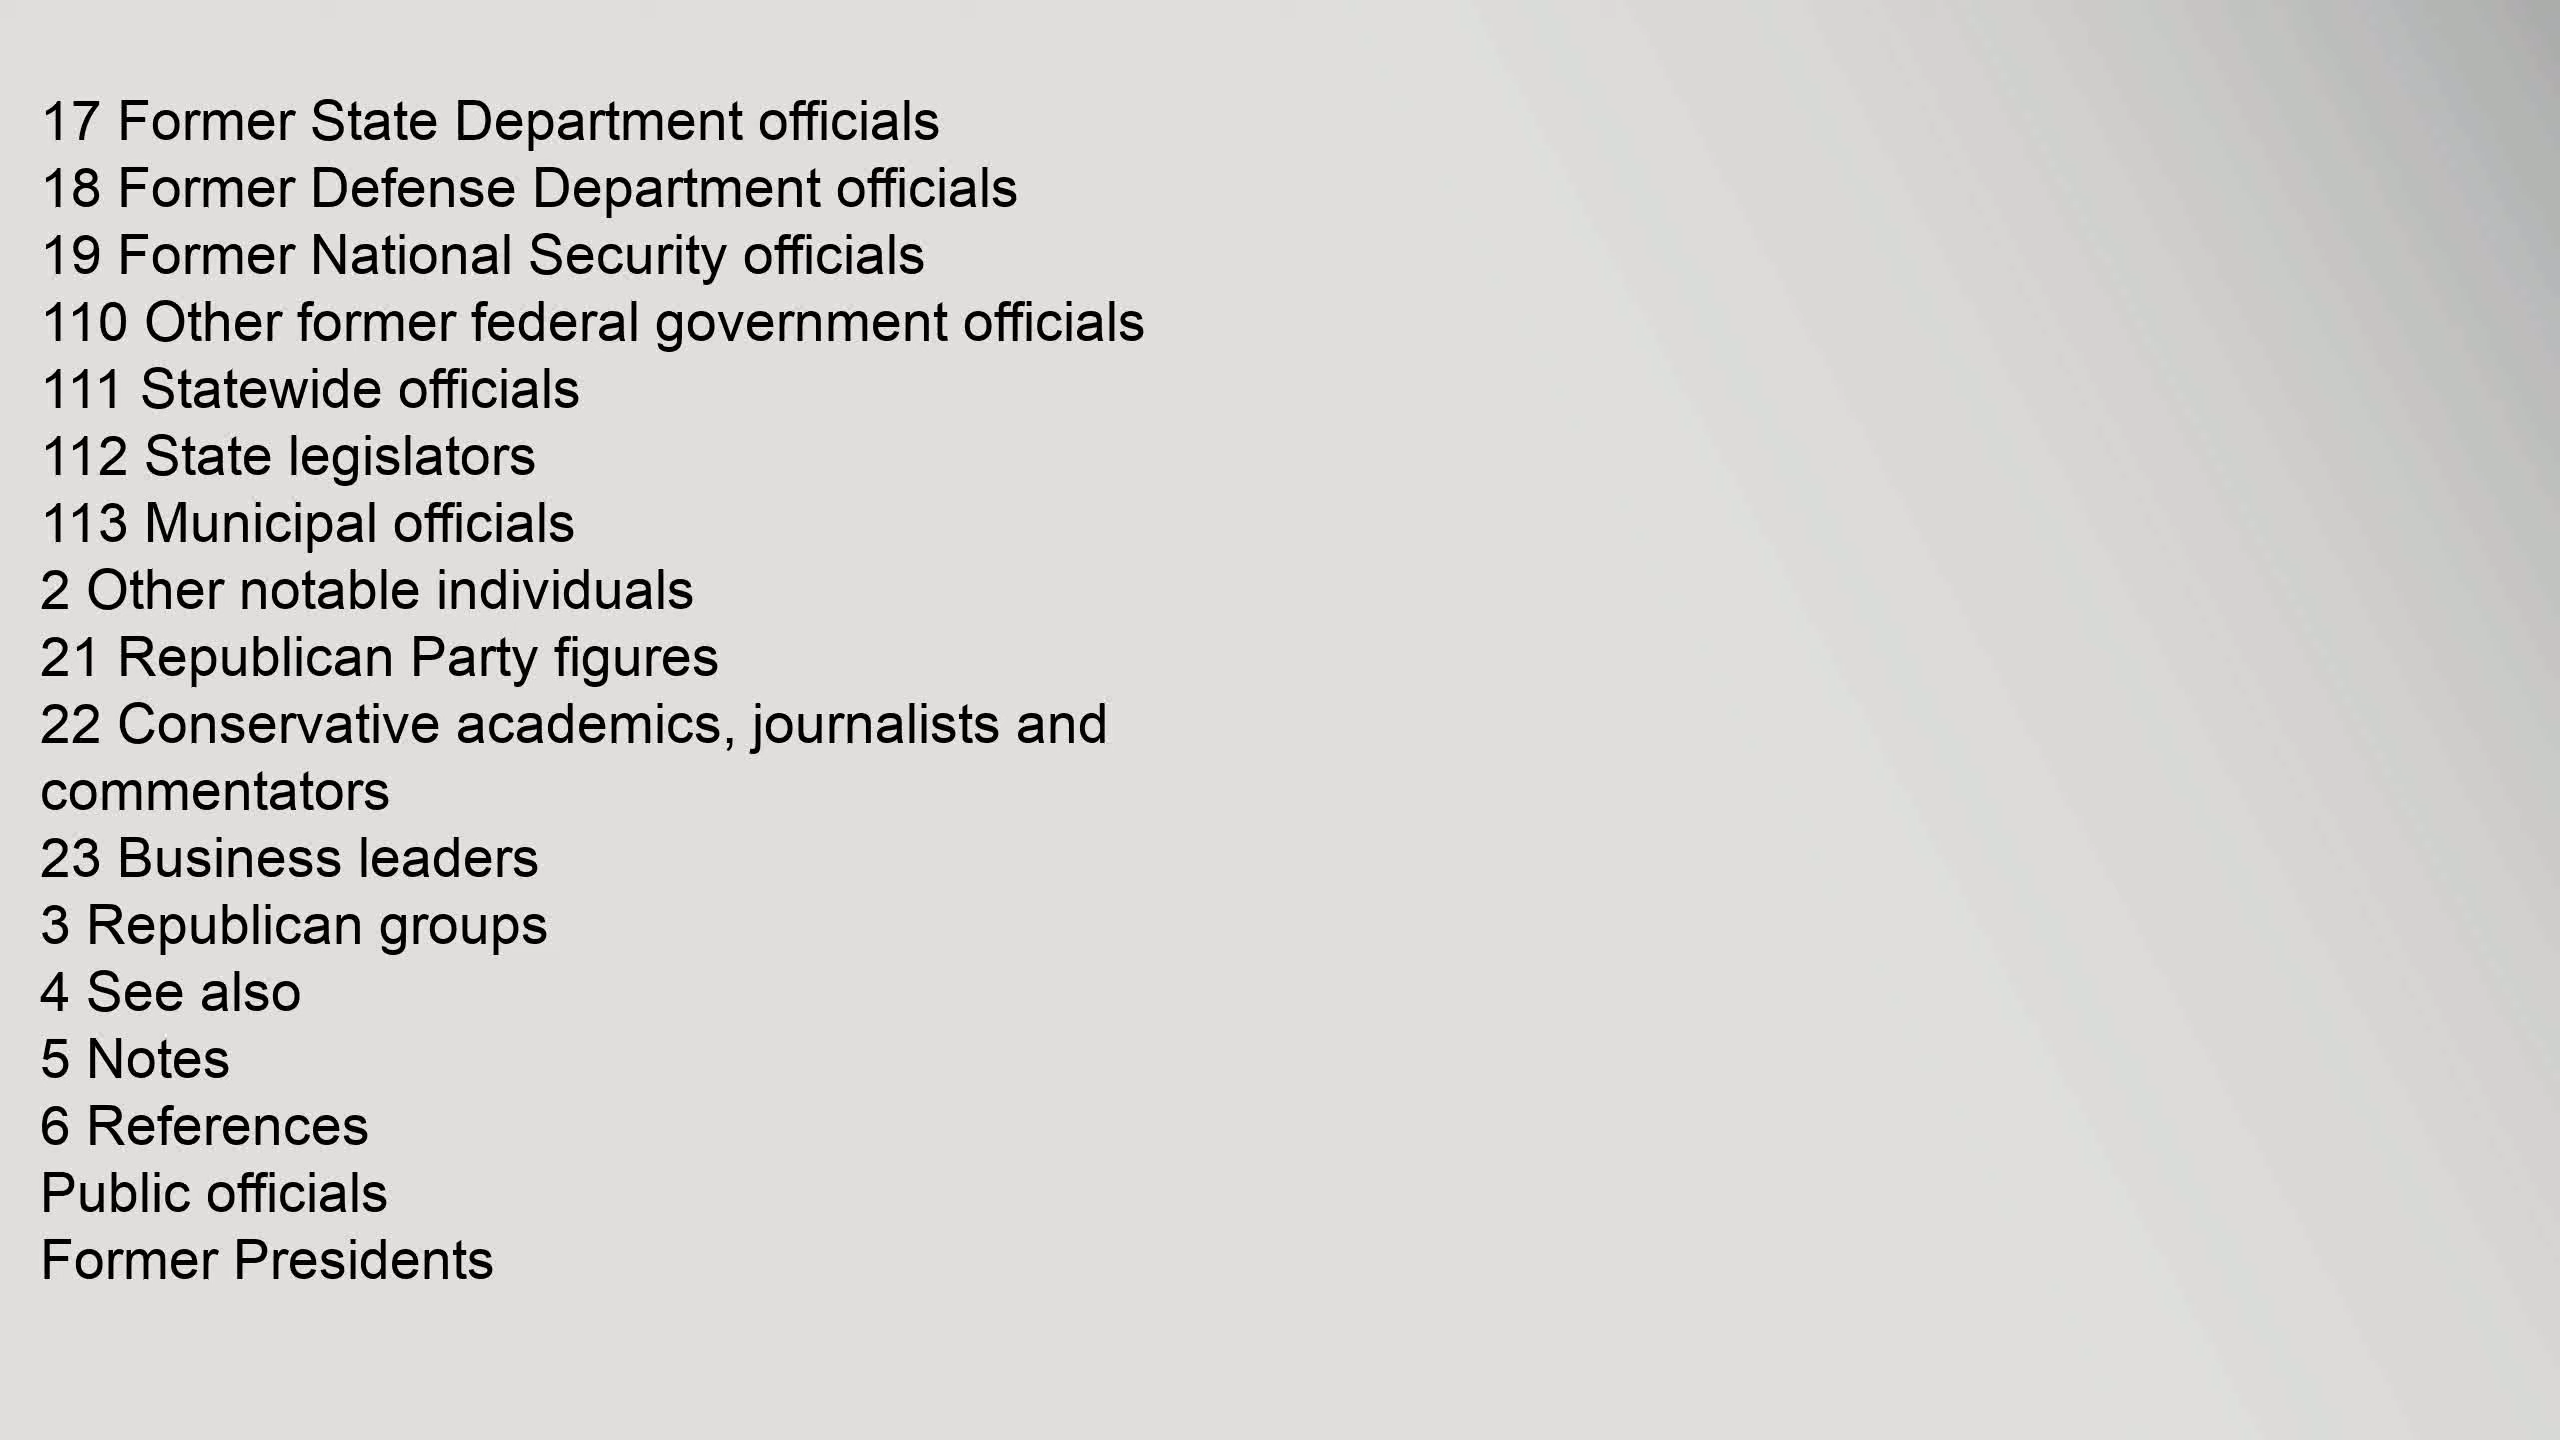 17 Former State Department officials
18 Former Defense Department officials
19 Former National Security officials
110 Other former federal government officials
111 Statewide officials
112 State legislators
113 Municipal officials
2 Other notable individuals
21 Republican Party figures
22 Conservative academics, journalists and
commentators
23 Business leaders
3 Republican groups
4 See also
5 Notes
6 References
Public officials
Former Presidents